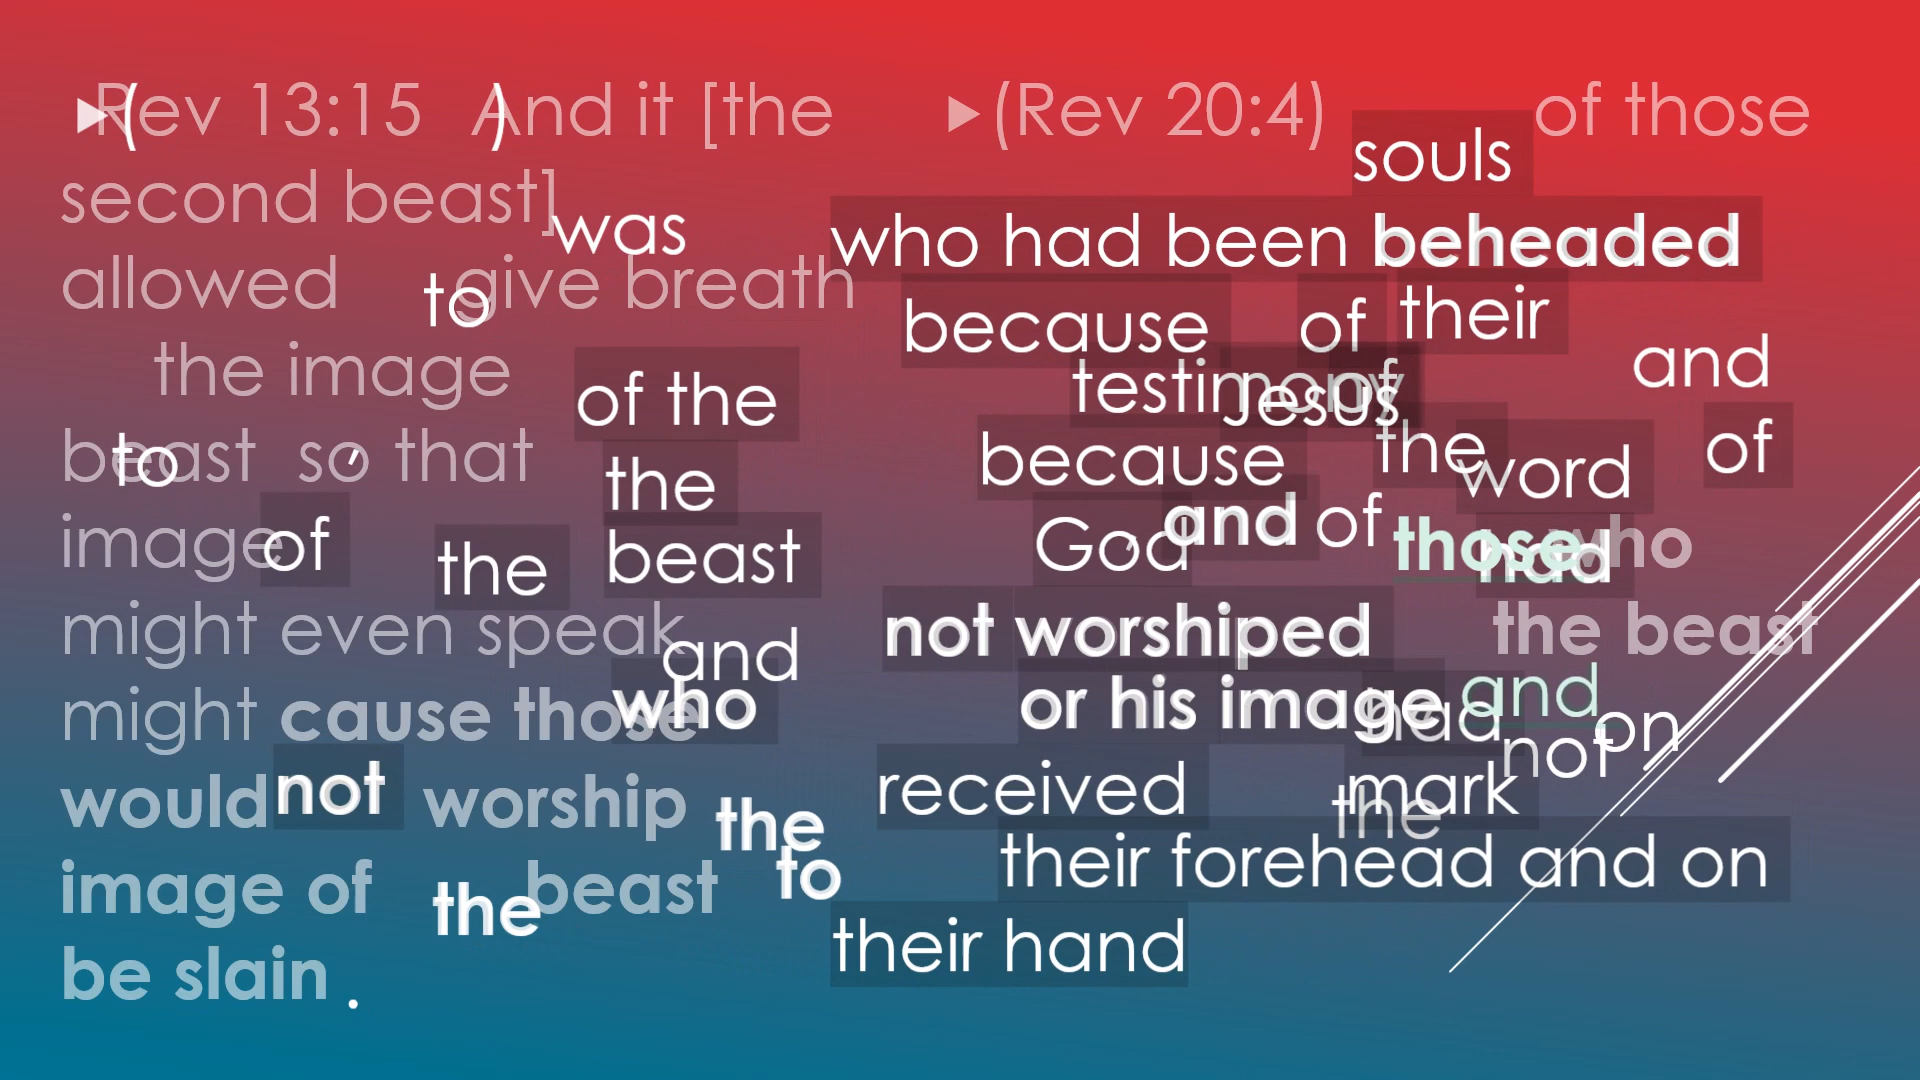 (Rev 13:15) And it [the
second beast] was
allowed to give breath
to the image of the
beast, so that the
image of the beast
might even speak and
might cause those who
would not worship the
image of the beast to
be slain.
(Rev 20:4) souls of those
who had been beheaded
because of their
testimony of Jesus and
because of the word of
God, and of those who had
not worshiped the beast
or his image and had not
received the mark on
their forehead and on
their hand